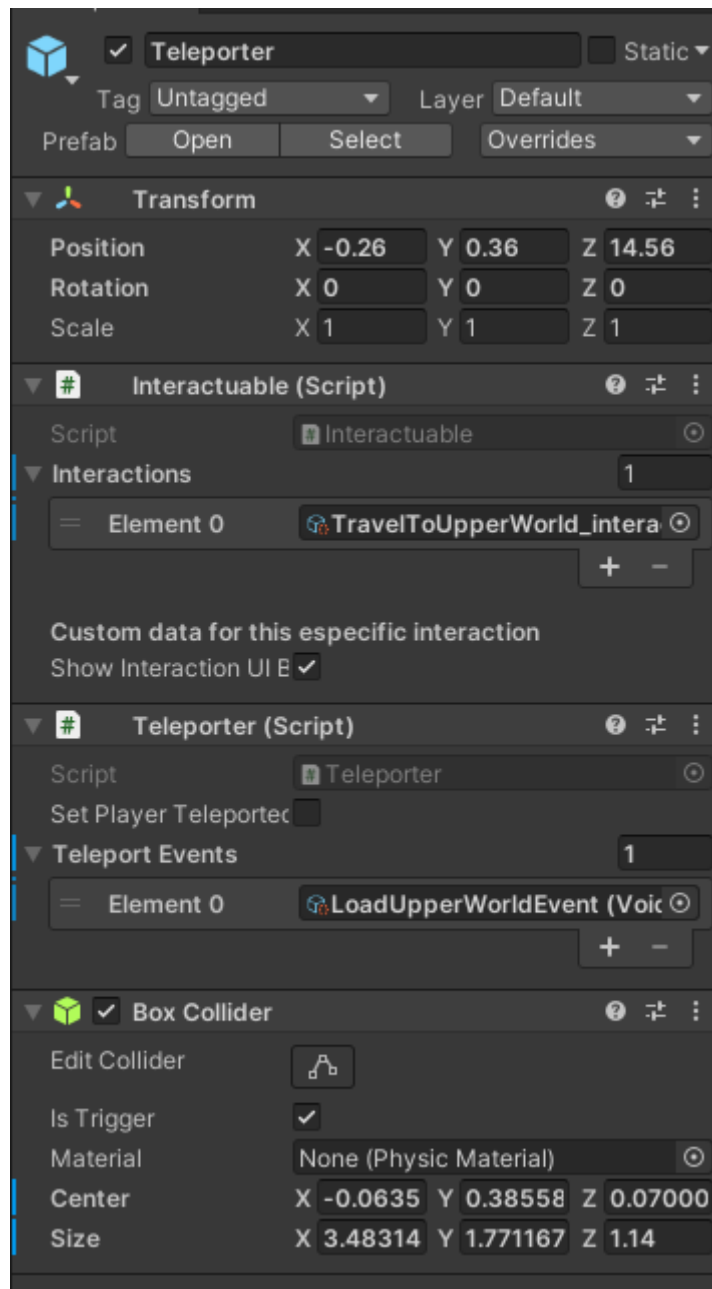 Teleporter Static
Tag Untagged Layer Default
Prefab Open Select Overrides
Transform
Position X -0.26 Y 0.36 Z 14.56
Rotation X 0 Y 0 Z 0
Scale X 1 Y 1 Z 1
# Interactuable (Script)
Script # Interactuable
Interactions 1
Element 0 TravelToUpperWorld_intera
+ −
Custom data for this especific interaction
Show Interaction UI B
# Teleporter (Script)
Script # Teleporter
Set Player Teleported
Teleport Events 1
Element 0 LoadUpperWorldEvent (Voic
+ −
Box Collider
Edit Collider
Is Trigger
Material None (Physic Material)
Center X -0.0635 Y 0.38558 Z 0.07000
Size X 3.48314 Y 1.771167 Z 1.14